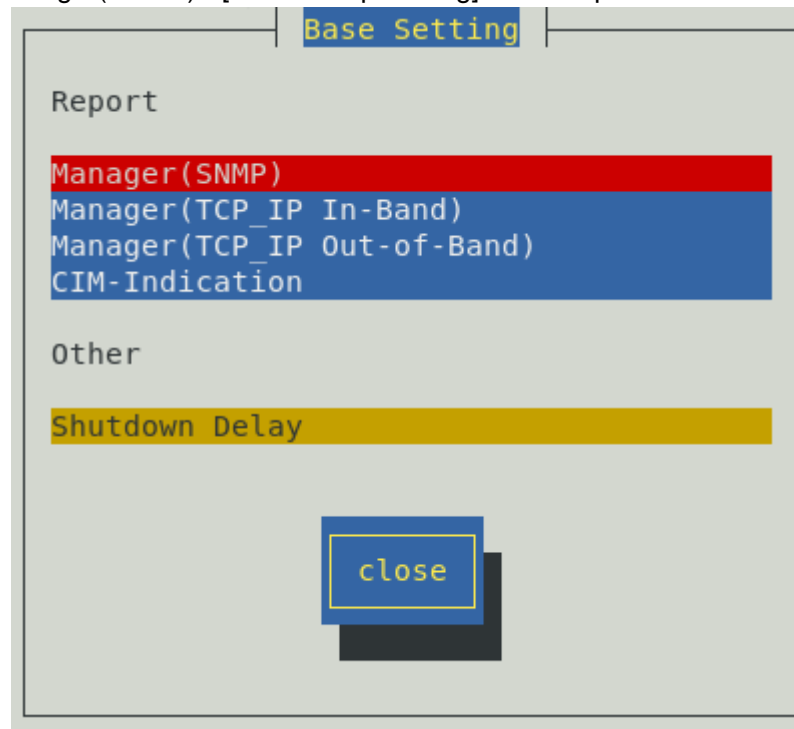 Base Setting
Report
Manager(SNMP)
Manager(TCP_IP In-Band)
Manager(TCP_IP Out-of-Band)
CIM-Indication
Other
Shutdown Delay
close